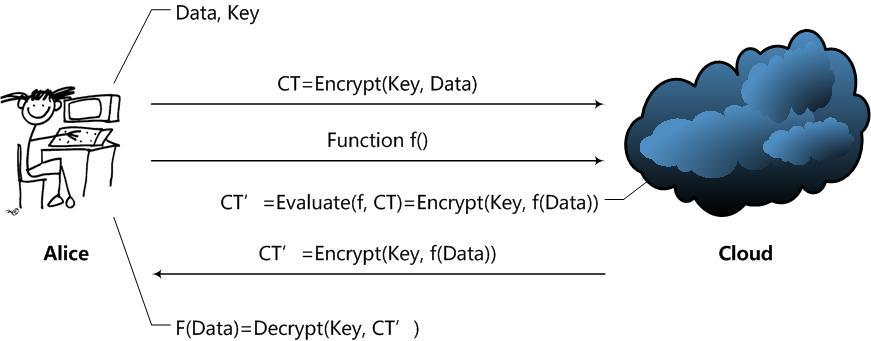 Data, Key
CT=Encrypt(Key, Data)
Function f()
CT′ =Evaluate(f, CT)=Encrypt(Key, f(Data))
Alice
CT′ =Encrypt(Key, f(Data))
Cloud
F(Data)=Decrypt(Key, CT′ )